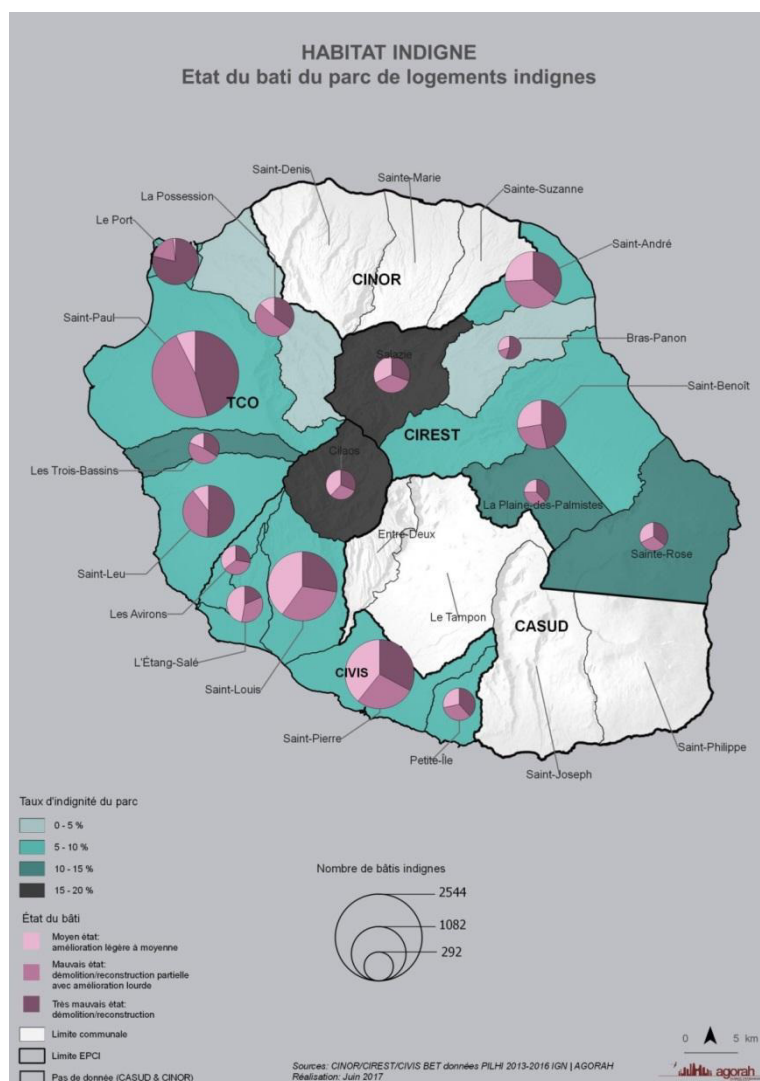 HABITAT INDIGNE
Etat du bati du parc de logements indignes
Saint-Denis
Sainte-Marie
La Possession
Sainte-Suzanne
Le Port
Saint-André
CINOR
Saint-Paul
Bras-Panon
Salazie
Saint-Benoît
TCO
CIREST
Cilaos
Les Trois-Bassins
La Plaine-des-Palmistes
Entre-Deux
Sainte-Rose
Saint-Leu
Les Avirons
Le Tampon
CASUD
L'Étang-Salé
CIVIS
Saint-Louis
Saint-Pierre
Saint-Philippe
Petite-Île
Saint-Joseph
Taux d'indignité du parc
0 - 5 %
5 - 10 %
10 - 15 %
15 - 20 %
Nombre de bâtis indignes
2544
1082
292
État du bâti
Moyen état:
amélioration légère à moyenne
Mauvais état:
démolition/reconstruction partielle
avec amélioration lourde
Très mauvais état:
démolition/reconstruction
Limite communale
Limite EPCI
Pas de donnée (CASUD & CINOR)
0 5 km
Sources: CINOR/CIREST/CIVIS BET données PILHI 2013-2016 IGN | AGORAH
Réalisation: Juin 2017
agorah